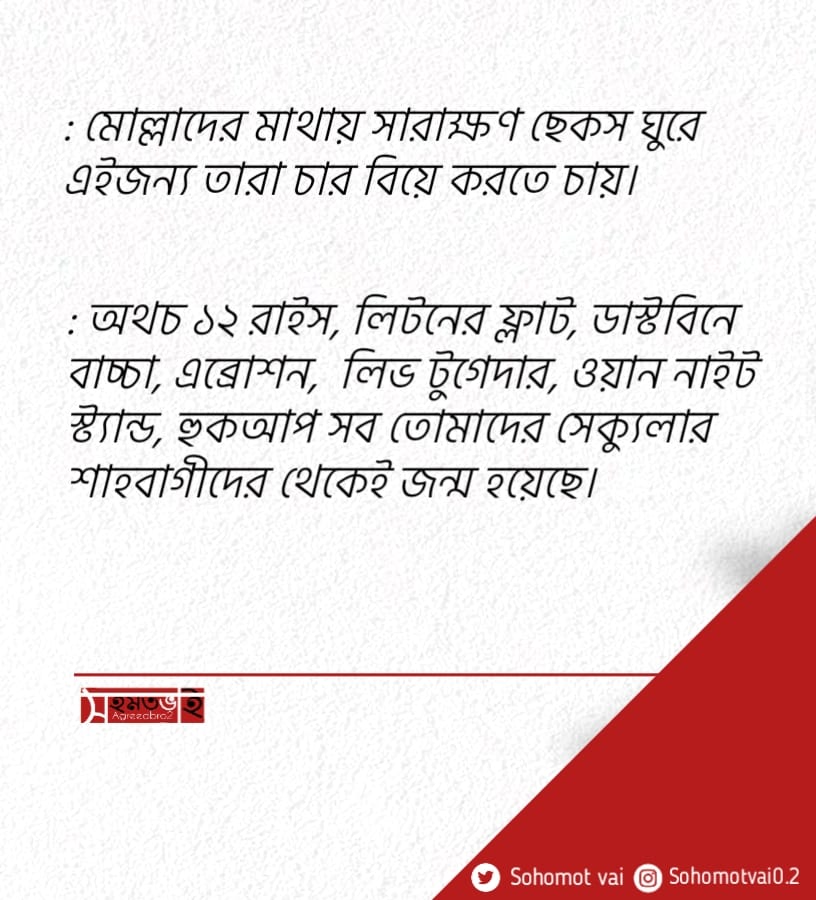 : মোল্লাদের মাথায় সারাক্ষণ ছেকস ঘুরে
এইজন্য তারা চার বিয়ে করতে চায়।
: অথচ ১২ রাইস, লিটনের ফ্লাট, ডাস্টবিনে
বাচ্চা, এব্রোশন, লিভ টুগেদার, ওয়ান নাইট
স্ট্যান্ড, হুকআপ সব তোমাদের সেক্যুলার
শাহবাগীদের থেকেই জন্ম হয়েছে।
সহমতভাই
Agreeabro2
Sohomot vai Sohomotvai0.2